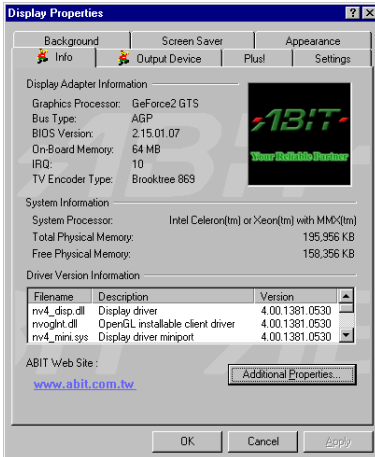 Display Properties
Background Screen Saver Appearance
Info Output Device Plus! Settings
Display Adapter Information
Graphics Processor: GeForce2 GTS
Bus Type: AGP
BIOS Version: 2.15.01.07
On-Board Memory: 64 MB
IRQ: 10
TV Encoder Type: Brooktree 869
ABIT
Your Reliable Partner
System Information
System Processor: Intel Celeron(tm) or Xeon(tm) with MMX(tm)
Total Physical Memory: 195,956 KB
Free Physical Memory: 158,356 KB
Driver Version Information
Filename Description Version
nv4_disp.dll Display driver 4.00.1381.0530
nvoglnt.dll OpenGL installable client driver 4.00.1381.0530
nv4_mini.sys Display driver miniport 4.00.1381.0530
ABIT Web Site :
www.abit.com.tw
Additional Properties...
OK Cancel Apply